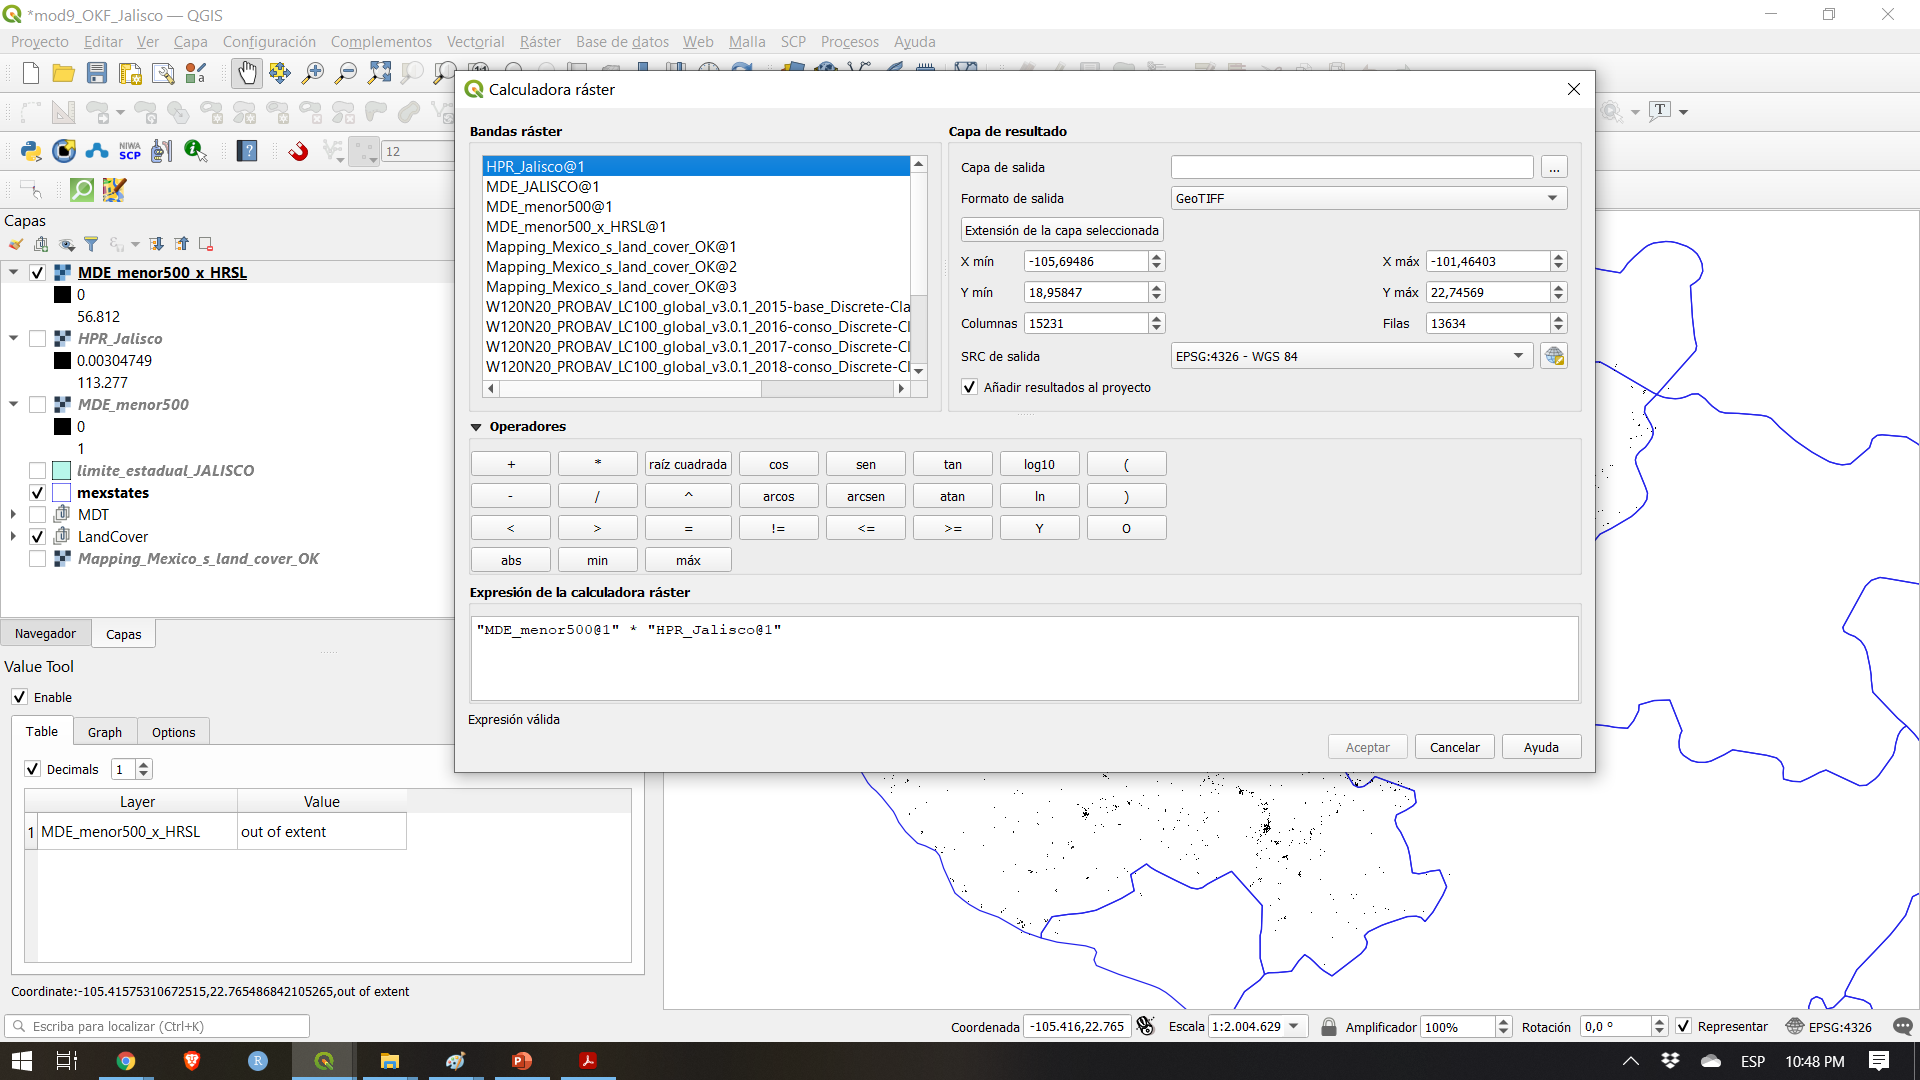 *mod9_OKF_Jalisco — QGIS
Proyecto Editar Ver Capa Configuración Complementos Vectorial Ráster Base de datos Web Malla SCP Procesos Ayuda
NIWA
SCP
12
T
Capas
MDE_menor500_x_HRSL
0
56.812
HPR_Jalisco
0.00304749
113.277
MDE_menor500
0
1
limite_estadual_JALISCO
mexstates
MDT
LandCover
Mapping_Mexico_s_land_cover_OK
Navegador Capas
Value Tool
Enable
Table Graph Options
Decimals 1
Layer Value
1 MDE_menor500_x_HRSL out of extent
Coordinate:-105.41575310672515,22.765486842105265,out of extent
Calculadora ráster
Bandas ráster
HPR_Jalisco@1
MDE_JALISCO@1
MDE_menor500@1
MDE_menor500_x_HRSL@1
Mapping_Mexico_s_land_cover_OK@1
Mapping_Mexico_s_land_cover_OK@2
Mapping_Mexico_s_land_cover_OK@3
W120N20_PROBAV_LC100_global_v3.0.1_2015-base_Discrete-Cla
W120N20_PROBAV_LC100_global_v3.0.1_2016-conso_Discrete-Cl
W120N20_PROBAV_LC100_global_v3.0.1_2017-conso_Discrete-Cl
W120N20_PROBAV_LC100_global_v3.0.1_2018-conso_Discrete-Cl
Capa de resultado
Capa de salida ...
Formato de salida GeoTIFF
Extensión de la capa seleccionada
X mín -105,69486 X máx -101,46403
Y mín 18,95847 Y máx 22,74569
Columnas 15231 Filas 13634
SRC de salida EPSG:4326 - WGS 84
Añadir resultados al proyecto
Operadores
+ * raíz cuadrada cos sen tan log10 (
- / ^ arcos arcsen atan ln )
< > = != <= >= Y O
abs min máx
Expresión de la calculadora ráster
"MDE_menor500@1" * "HPR_Jalisco@1"
Expresión válida
Aceptar Cancelar Ayuda
Escriba para localizar (Ctrl+K) Coordenada -105.416,22.765 Escala 1:2.004.629 Amplificador 100% Rotación 0,0 ° Representar EPSG:4326
ESP 10:48 PM